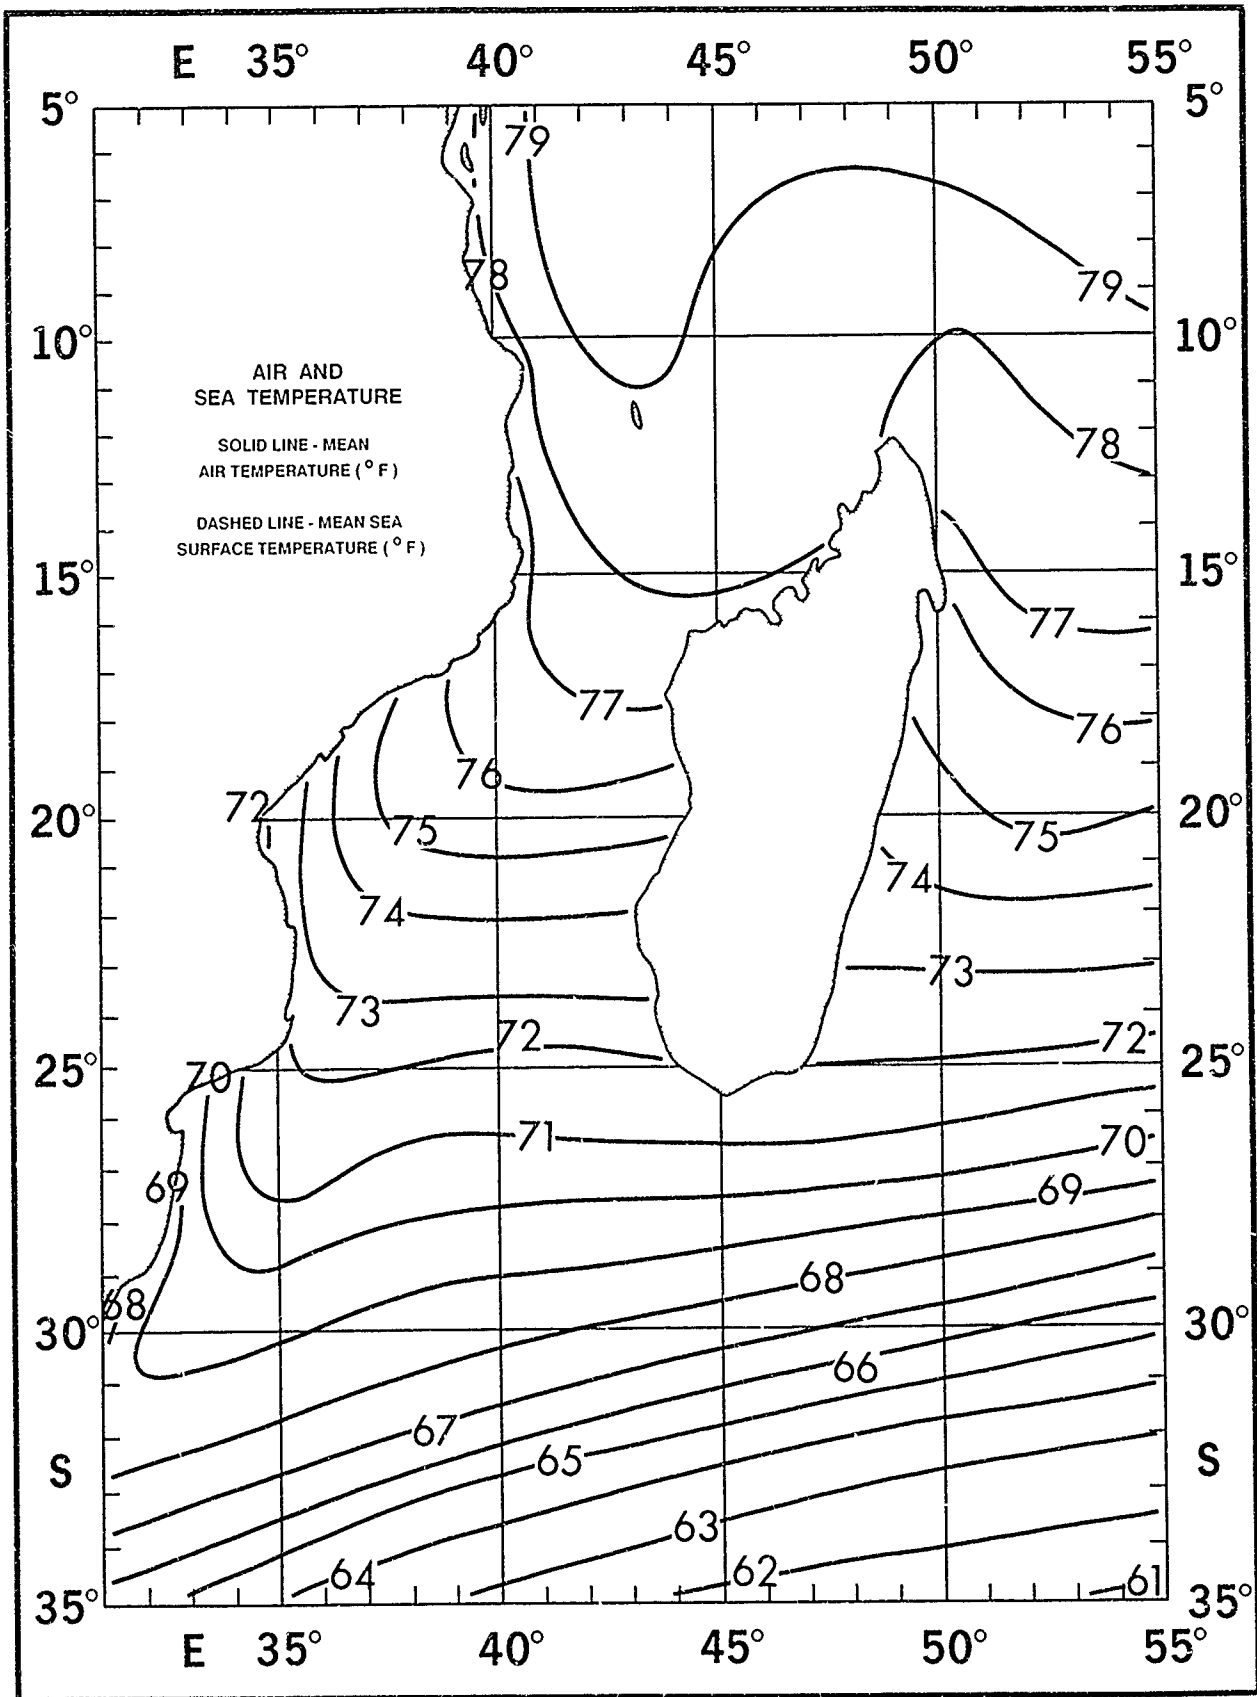 E 35° 40° 45° 50° 55°
5° 5°
79
78
79
10° 10°
AIR AND
SEA TEMPERATURE
SOLID LINE - MEAN
AIR TEMPERATURE (°F)
78
DASHED LINE - MEAN SEA
SURFACE TEMPERATURE (°F)
15° 15°
77
77
76
76
72
20° 75 75 20°
74
74
73
73
72 72
25° 70 25°
71 70
69 69
68
68
30° 30°
66
67
65
S S
63
64 62 61
35° 35°
E 35° 40° 45° 50° 55°